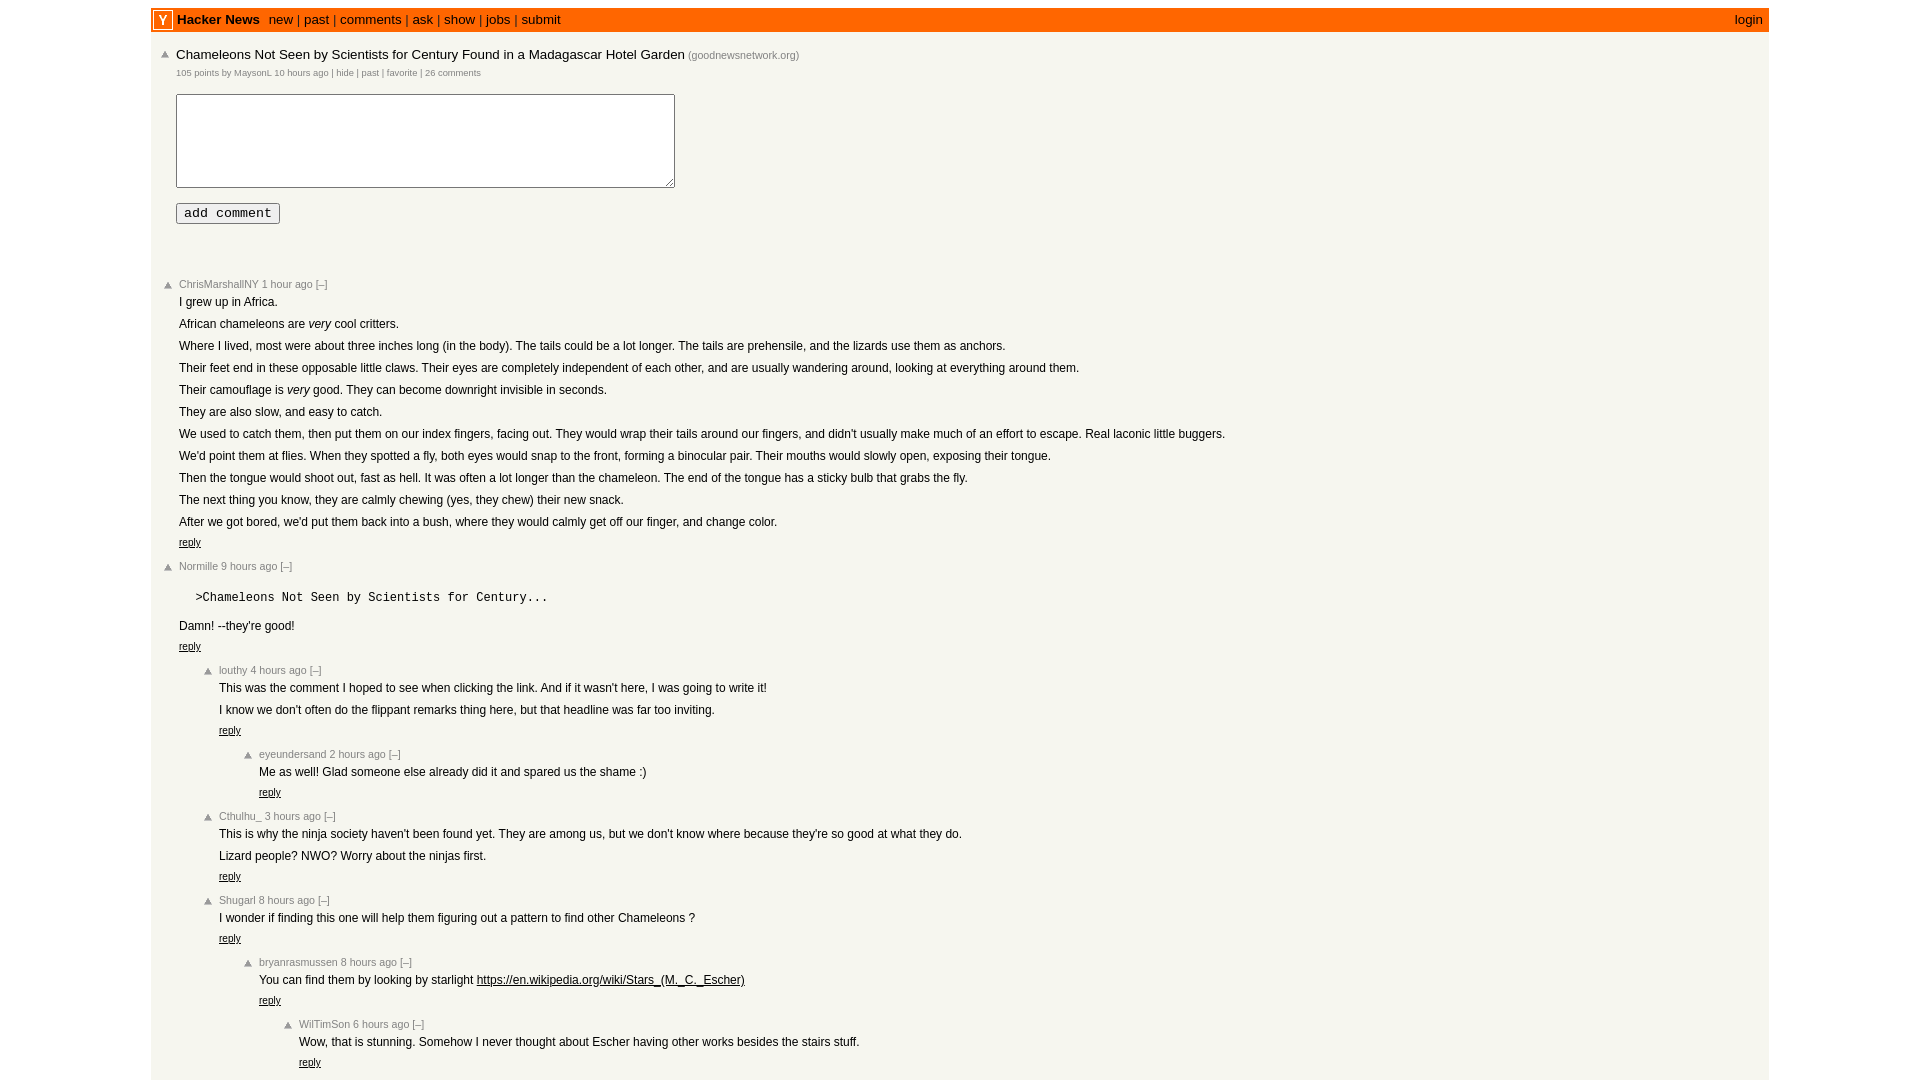 Y Hacker News new | past | comments | ask | show | jobs | submit login
Chameleons Not Seen by Scientists for Century Found in a Madagascar Hotel Garden (goodnewsnetwork.org)
105 points by MaysonL 10 hours ago | hide | past | favorite | 26 comments
add comment
ChrisMarshallNY 1 hour ago [–]
I grew up in Africa.
African chameleons are very cool critters.
Where I lived, most were about three inches long (in the body). The tails could be a lot longer. The tails are prehensile, and the lizards use them as anchors.
Their feet end in these opposable little claws. Their eyes are completely independent of each other, and are usually wandering around, looking at everything around them.
Their camouflage is very good. They can become downright invisible in seconds.
They are also slow, and easy to catch.
We used to catch them, then put them on our index fingers, facing out. They would wrap their tails around our fingers, and didn't usually make much of an effort to escape. Real laconic little buggers.
We'd point them at flies. When they spotted a fly, both eyes would snap to the front, forming a binocular pair. Their mouths would slowly open, exposing their tongue.
Then the tongue would shoot out, fast as hell. It was often a lot longer than the chameleon. The end of the tongue has a sticky bulb that grabs the fly.
The next thing you know, they are calmly chewing (yes, they chew) their new snack.
After we got bored, we'd put them back into a bush, where they would calmly get off our finger, and change color.
reply
Normille 9 hours ago [–]
>Chameleons Not Seen by Scientists for Century...
Damn! --they're good!
reply
louthy 4 hours ago [–]
This was the comment I hoped to see when clicking the link. And if it wasn't here, I was going to write it!
I know we don't often do the flippant remarks thing here, but that headline was far too inviting.
reply
eyeundersand 2 hours ago [–]
Me as well! Glad someone else already did it and spared us the shame :)
reply
Cthulhu_ 3 hours ago [–]
This is why the ninja society haven't been found yet. They are among us, but we don't know where because they're so good at what they do.
Lizard people? NWO? Worry about the ninjas first.
reply
Shugarl 8 hours ago [–]
I wonder if finding this one will help them figuring out a pattern to find other Chameleons ?
reply
bryanrasmussen 8 hours ago [–]
You can find them by looking by starlight https://en.wikipedia.org/wiki/Stars_(M._C._Escher)
reply
WilTimSon 6 hours ago [–]
Wow, that is stunning. Somehow I never thought about Escher having other works besides the stairs stuff.
reply